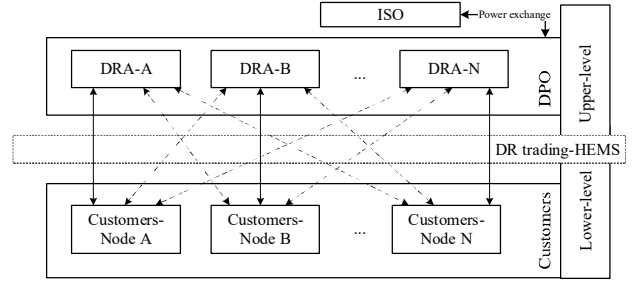 ISO
Power exchange
DRA-A
DRA-B
...
DRA-N
DPO
Upper-level
DR trading-HEMS
Customers-
Node A
Customers-
Node B
...
Customers-
Node N
Customers
Lower-level